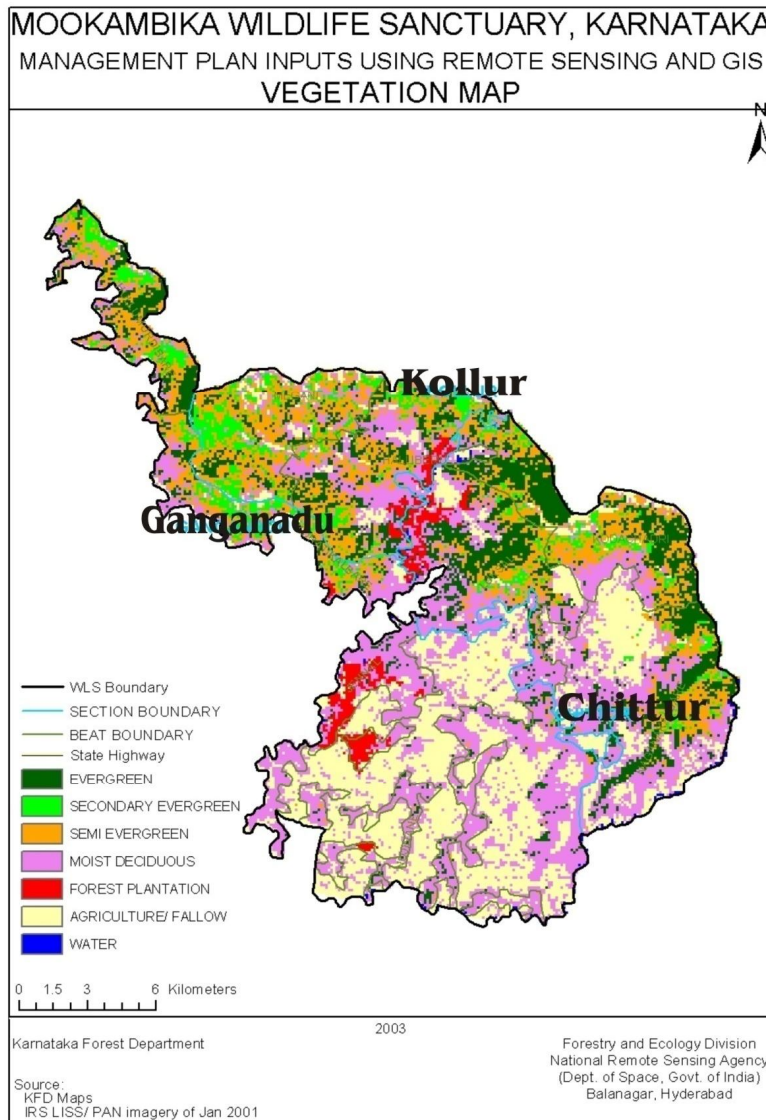 MOOKAMBIKA WILDLIFE SANCTUARY, KARNATAKA
MANAGEMENT PLAN INPUTS USING REMOTE SENSING AND GIS
VEGETATION MAP
N
Kollur
Ganganadu
Chittur
WLS Boundary
SECTION BOUNDARY
BEAT BOUNDARY
State Highway
EVERGREEN
SECONDARY EVERGREEN
SEMI EVERGREEN
MOIST DECIDUOUS
FOREST PLANTATION
AGRICULTURE/ FALLOW
WATER
0 1.5 3 6 Kilometers
2003
Karnataka Forest Department
Source:
KFD Maps
IRS LISS/ PAN imagery of Jan 2001
Forestry and Ecology Division
National Remote Sensing Agency
(Dept. of Space, Govt. of India)
Balanagar, Hyderabad